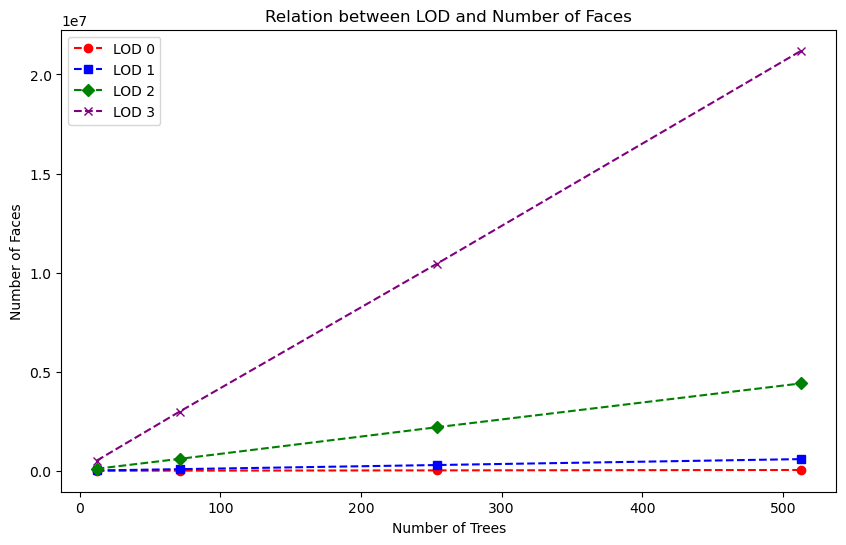 Relation between LOD and Number of Faces
1e7
LOD 0
LOD 1
LOD 2
LOD 3
2.0
1.5
1.0
0.5
0.0
Number of Faces
0 100 200 300 400 500
Number of Trees